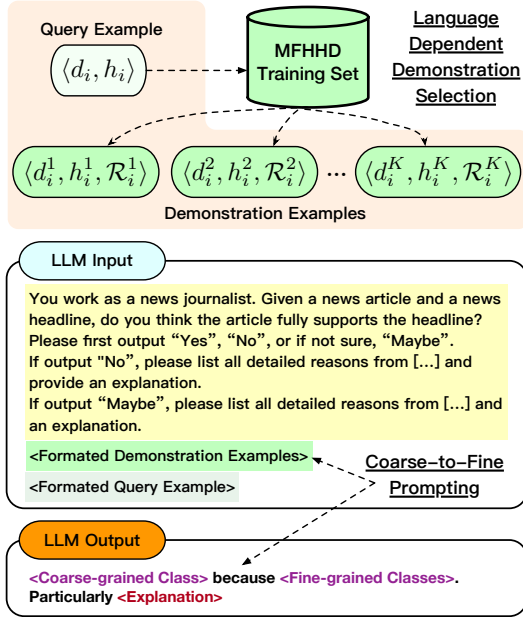 Query Example
⟨d_i, h_i⟩
MFHHD
Training Set
Language
Dependent
Demonstration
Selection
⟨d_i^1, h_i^1, R_i^1⟩ ⟨d_i^2, h_i^2, R_i^2⟩ ... ⟨d_i^K, h_i^K, R_i^K⟩
Demonstration Examples
LLM Input
You work as a news journalist. Given a news article and a news
headline, do you think the article fully supports the headline?
Please first output “Yes”, “No”, or if not sure, “Maybe”.
If output "No”, please list all detailed reasons from [...] and
provide an explanation.
If output “Maybe”, please list all detailed reasons from [...] and
an explanation.
<Formated Demonstration Examples>
<Formated Query Example>
Coarse-to-Fine
Prompting
LLM Output
<Coarse-grained Class> because <Fine-grained Classes>.
Particularly <Explanation>